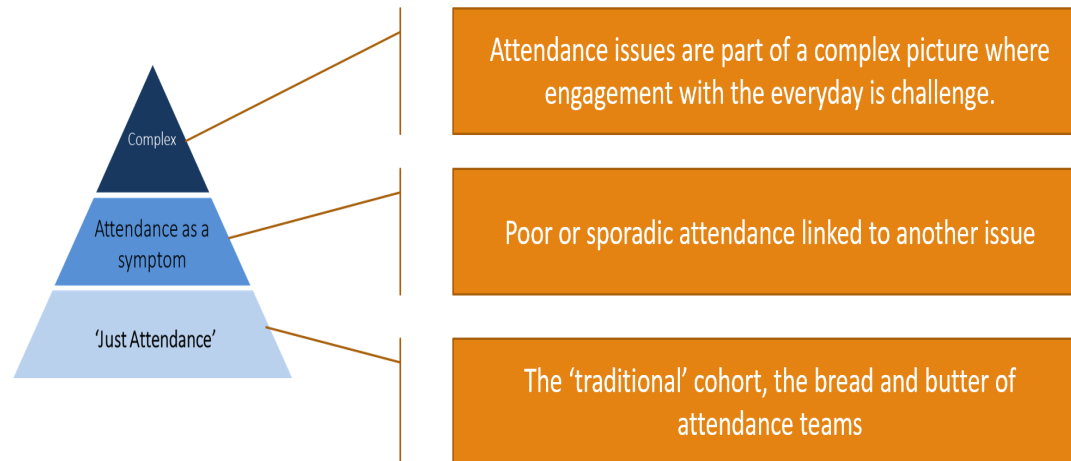 Complex
Attendance issues are part of a complex picture where
engagement with the everyday is challenge.
Attendance as a
symptom
Poor or sporadic attendance linked to another issue
‘Just Attendance’
The ‘traditional’ cohort, the bread and butter of
attendance teams